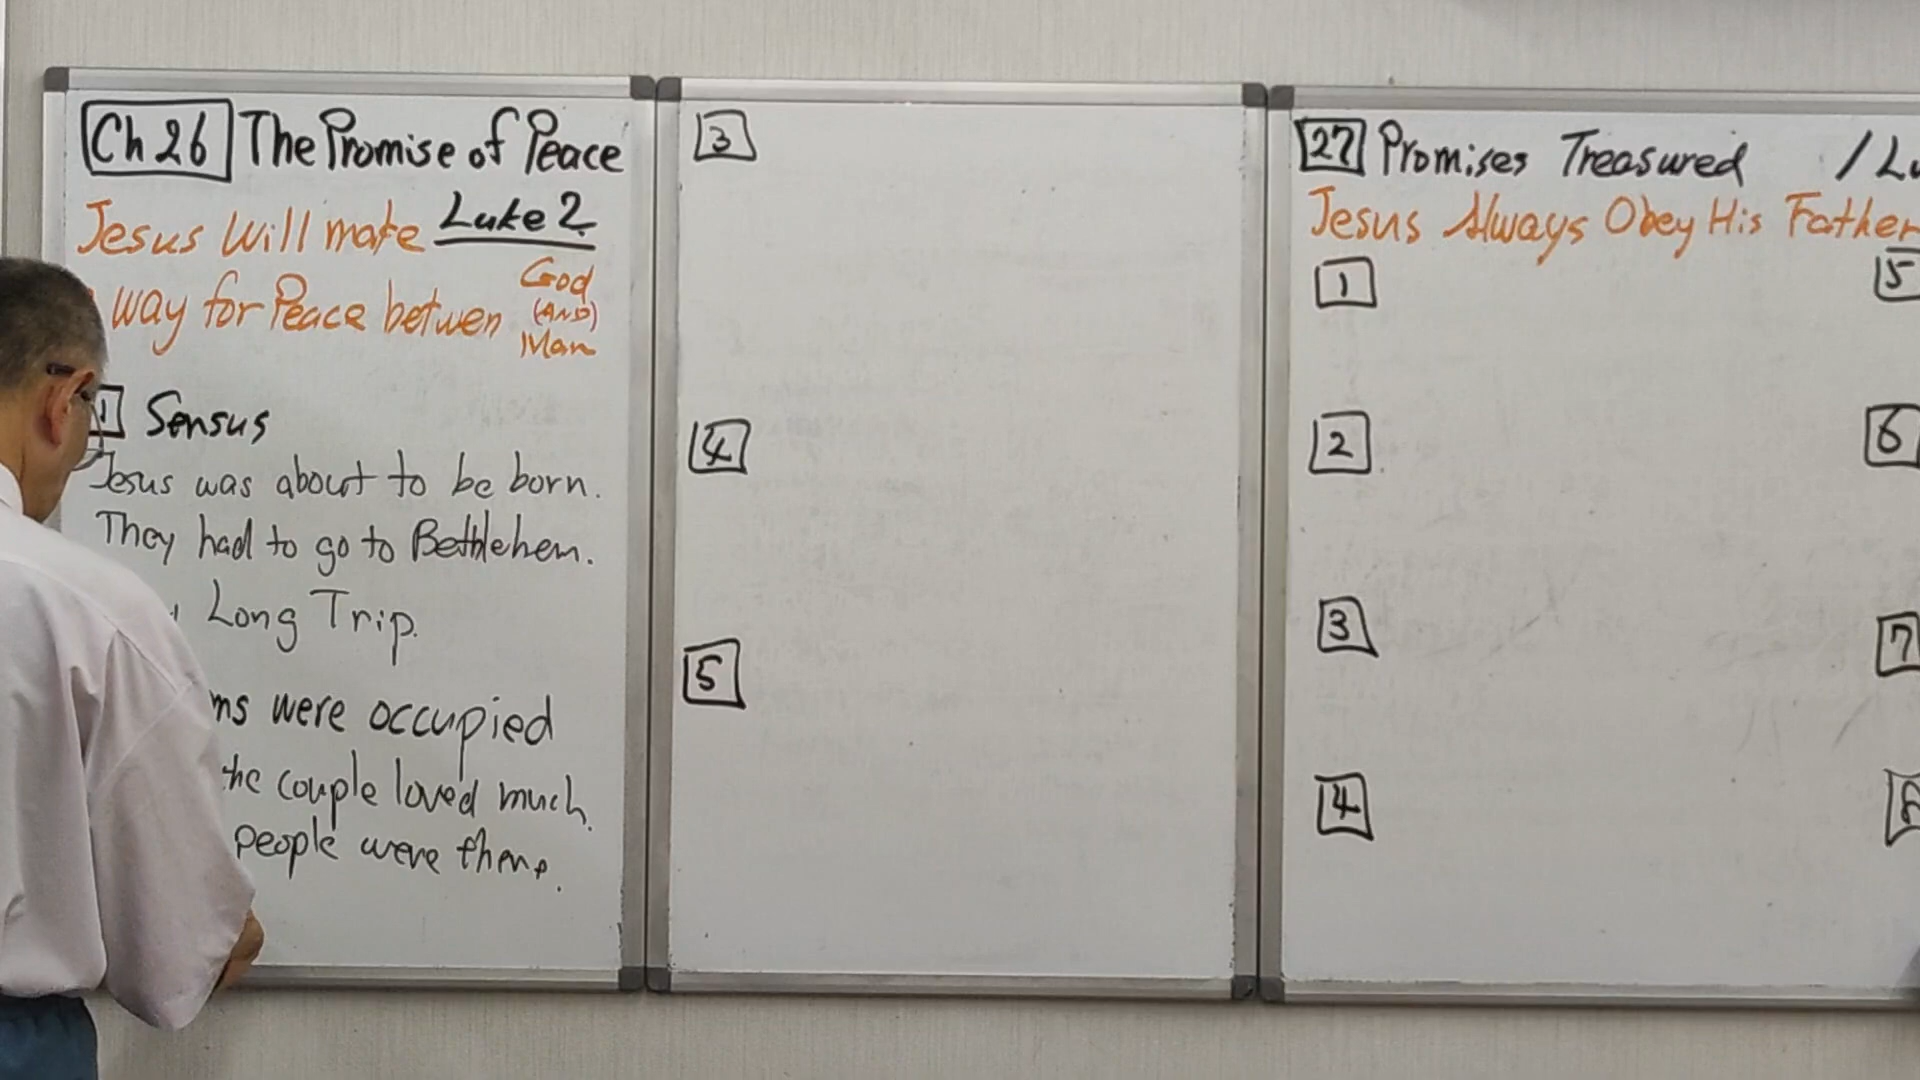 Ch 26 The Promise of Peace
Jesus Will make Luke 2
way for Peace betwen God
(AND)
Man
1 Sensus
Jesus was about to be born.
They had to go to Bethlehem.
Long Trip.
were occupied
the couple loved much.
people were there.
3
4
5
27 Promises Treasured / Lu
Jesus Always Obey His Father
1 5
2 6
3 7
4